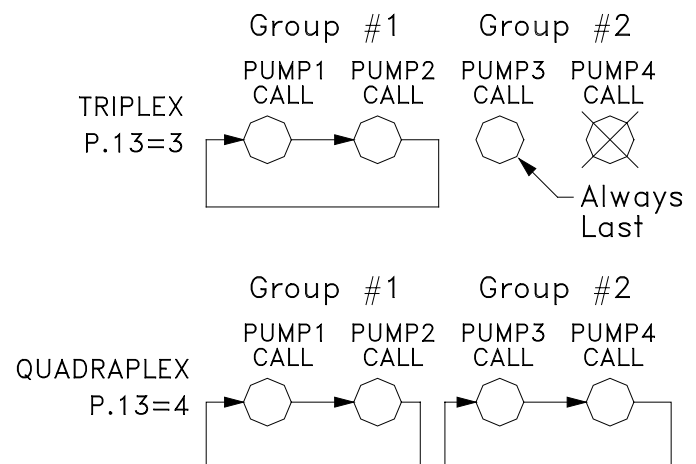 Group #1 Group #2
PUMP1 PUMP2 PUMP3 PUMP4
CALL CALL CALL CALL
TRIPLEX
P.13=3
Always
Last
Group #1 Group #2
PUMP1 PUMP2 PUMP3 PUMP4
CALL CALL CALL CALL
QUADRAPLEX
P.13=4